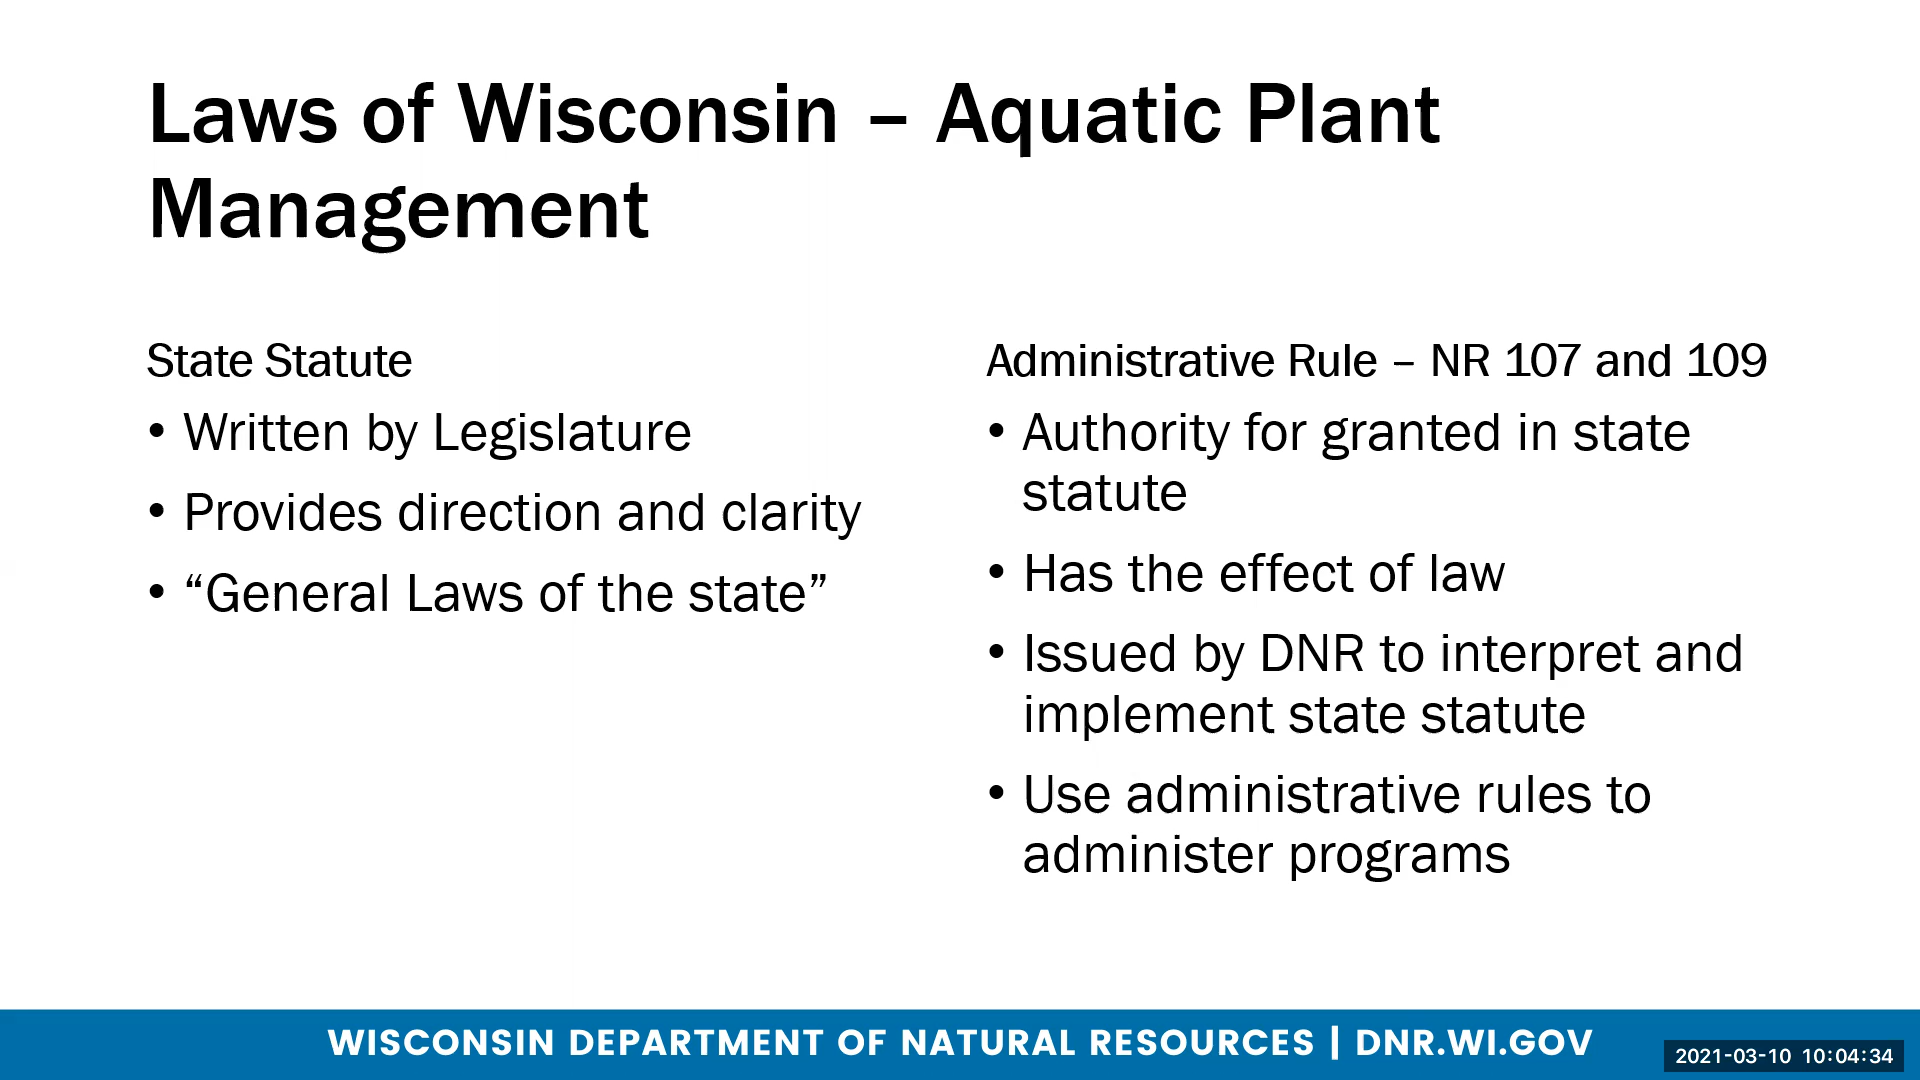 Laws of Wisconsin – Aquatic Plant
Management
State Statute
• Written by Legislature
• Provides direction and clarity
• “General Laws of the state”
Administrative Rule – NR 107 and 109
• Authority for granted in state
statute
• Has the effect of law
• Issued by DNR to interpret and
implement state statute
• Use administrative rules to
administer programs
WISCONSIN DEPARTMENT OF NATURAL RESOURCES | DNR.WI.GOV
2021-03-10 10:04:34